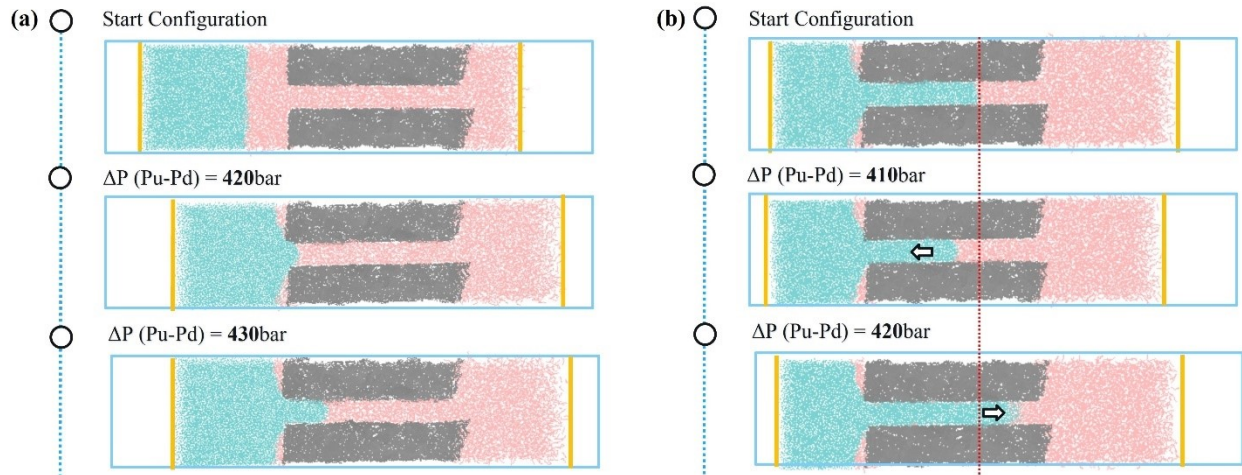 (a) Start Configuration
ΔP (Pu-Pd) = 420bar
ΔP (Pu-Pd) = 430bar
(b) Start Configuration
ΔP (Pu-Pd) = 410bar
ΔP (Pu-Pd) = 420bar